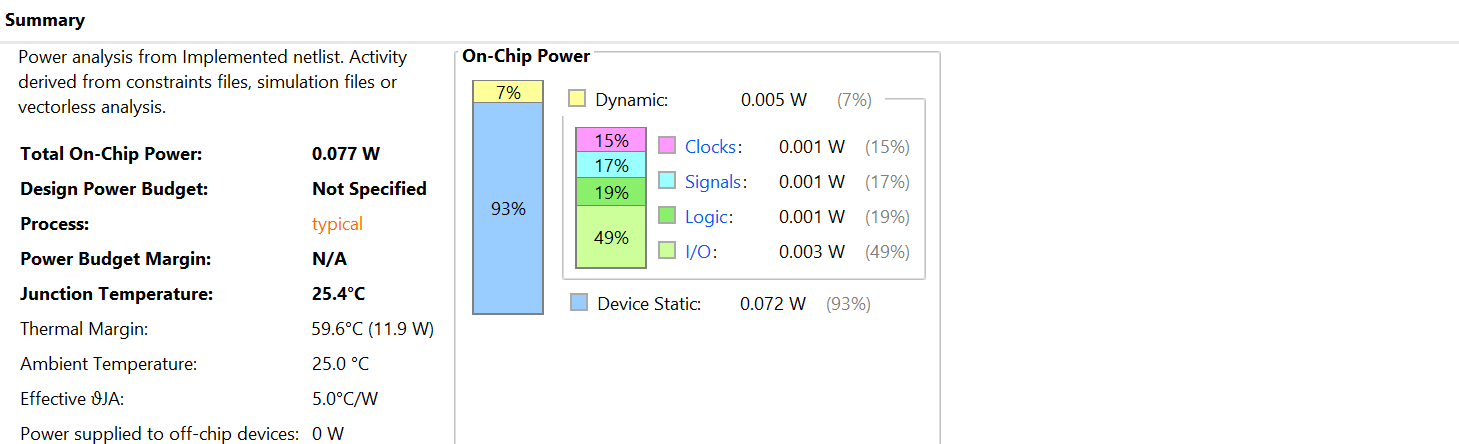 Summary
Power analysis from Implemented netlist. Activity
derived from constraints files, simulation files or
vectorless analysis.
Total On-Chip Power: 0.077 W
Design Power Budget: Not Specified
Process: typical
Power Budget Margin: N/A
Junction Temperature: 25.4°C
Thermal Margin: 59.6°C (11.9 W)
Ambient Temperature: 25.0 °C
Effective ϑJA: 5.0°C/W
Power supplied to off-chip devices: 0 W
On-Chip Power
7%
93%
Dynamic: 0.005 W (7%)
15%
17%
19%
49%
Clocks: 0.001 W (15%)
Signals: 0.001 W (17%)
Logic: 0.001 W (19%)
I/O: 0.003 W (49%)
Device Static: 0.072 W (93%)